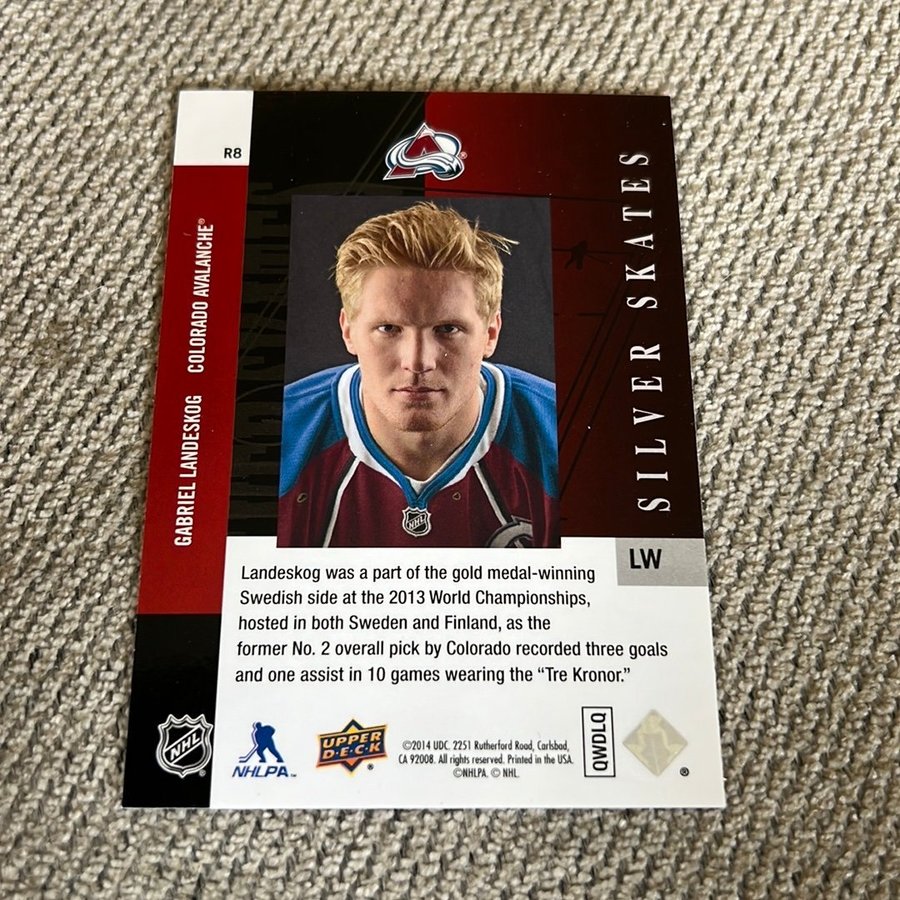 R8
GABRIEL LANDESKOG COLORADO AVALANCHE®
SILVER SKATES
NHL
LW
Landeskog was a part of the gold medal-winning
Swedish side at the 2013 World Championships,
hosted in both Sweden and Finland, as the
former No. 2 overall pick by Colorado recorded three goals
and one assist in 10 games wearing the “Tre Kronor.”
NHL
NHLPA™
UPPER
D·E·C·K
©2014 UDC. 2251 Rutherford Road, Carlsbad,
CA 92008. All rights reserved. Printed in the USA.
©NHLPA. © NHL.
QWDLQ